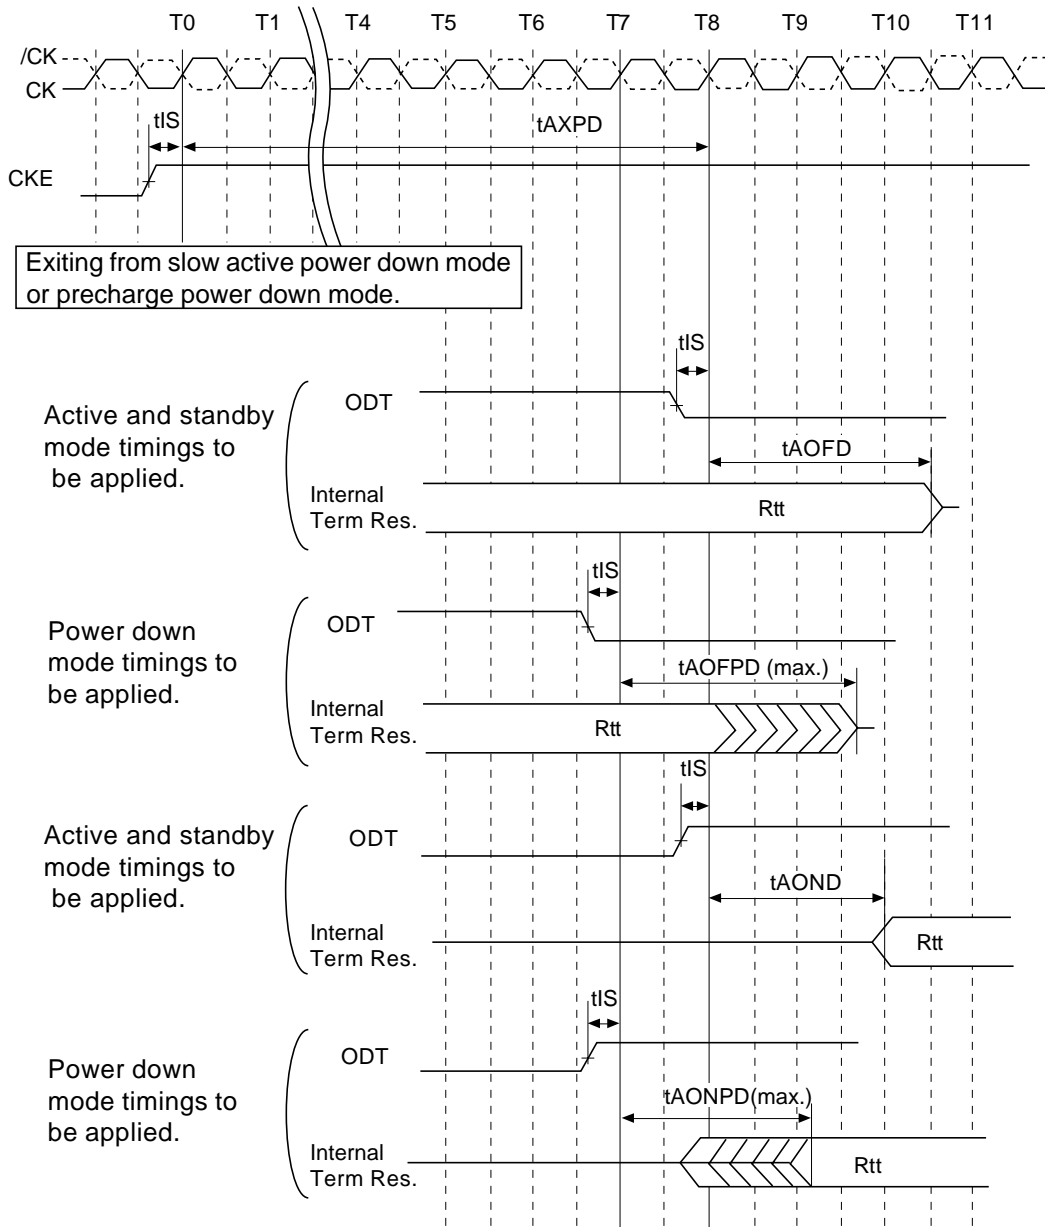 T0 T1 T4 T5 T6 T7 T8 T9 T10 T11
/CK
CK
tIS tAXPD
CKE
Exiting from slow active power down mode
or precharge power down mode.
tIS
Active and standby
mode timings to
be applied.
ODT
tAOFD
Internal
Term Res.
Rtt
tIS
Power down
mode timings to
be applied.
ODT
tAOFPD (max.)
Internal
Term Res.
Rtt
tIS
Active and standby
mode timings to
be applied.
ODT
tAOND
Internal
Term Res.
Rtt
tIS
Power down
mode timings to
be applied.
ODT
tAONPD(max.)
Internal
Term Res.
Rtt